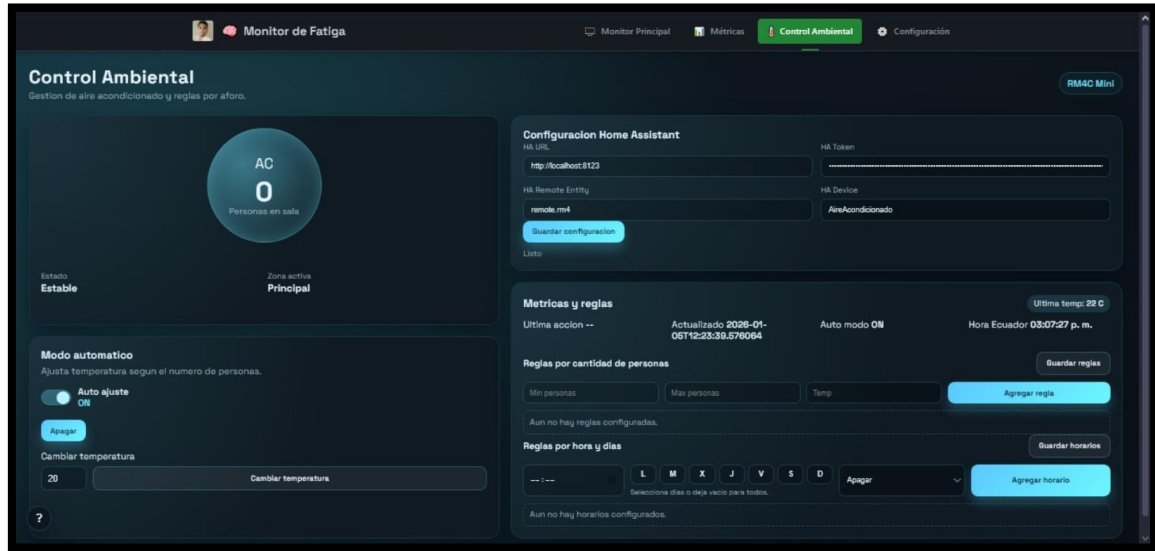 Monitor de Fatiga
Monitor Principal
Métricas
Control Ambiental
Configuración
Control Ambiental
Gestion de aire acondicionado y reglas por aforo.
RM4C Mini
AC
0
Personas en sala
Estado
Estable
Zona activa
Principal
Modo automatico
Ajusta temperatura segun el numero de personas.
Auto ajuste
ON
Apagar
Cambiar temperatura
20
Cambiar temperatura
?
Configuracion Home Assistant
HA URL
HA Token
http://localhost:8123
HA Remote Entity
HA Device
remote.rm4
AireAcondicionado
Guardar configuracion
Listo
Metricas y reglas
Ultima temp: 22 C
Ultima accion --
Actualizado 2026-01-
05T12:23:39.576064
Auto modo ON
Hora Ecuador 03:07:27 p. m.
Reglas por cantidad de personas
Guardar reglas
Min personas
Max personas
Temp
Agregar regla
Aun no hay reglas configuradas.
Reglas por hora y dias
Guardar horarios
--:--
L M X J V S D
Apagar
Agregar horario
Selecciona dias o deja vacio para todos.
Aun no hay horarios configurados.